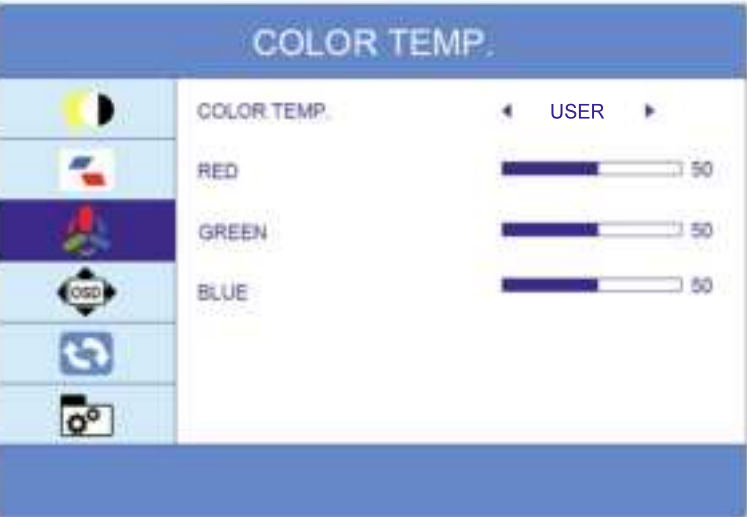 COLOR TEMP.
COLOR TEMP. USER
RED 50
GREEN 50
OSD
BLUE 50